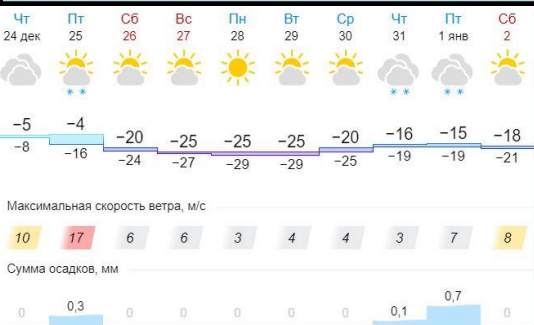 Чт Пт Сб Вс Пн Вт Ср Чт Пт Сб
24 дек 25 26 27 28 29 30 31 1 янв 2
−5 −4 −20 −25 −25 −25 −20 −16 −15 −18
−8 −16 −24 −27 −29 −29 −25 −19 −19 −21
Максимальная скорость ветра, м/с
10 17 6 6 3 4 4 3 7 8
Сумма осадков, мм
0 0,3 0 0 0 0 0 0,1 0,7 0